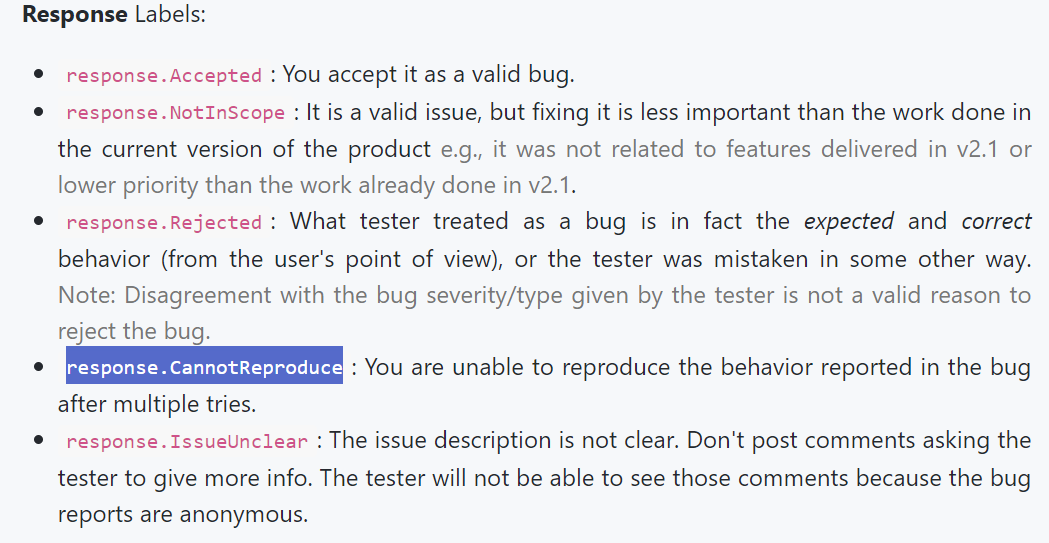 Response Labels:
• response.Accepted : You accept it as a valid bug.
• response.NotInScope : It is a valid issue, but fixing it is less important than the work done in
the current version of the product e.g., it was not related to features delivered in v2.1 or
lower priority than the work already done in v2.1.
• response.Rejected : What tester treated as a bug is in fact the expected and correct
behavior (from the user's point of view), or the tester was mistaken in some other way.
Note: Disagreement with the bug severity/type given by the tester is not a valid reason to
reject the bug.
• response.CannotReproduce : You are unable to reproduce the behavior reported in the bug
after multiple tries.
• response.IssueUnclear : The issue description is not clear. Don't post comments asking the
tester to give more info. The tester will not be able to see those comments because the bug
reports are anonymous.